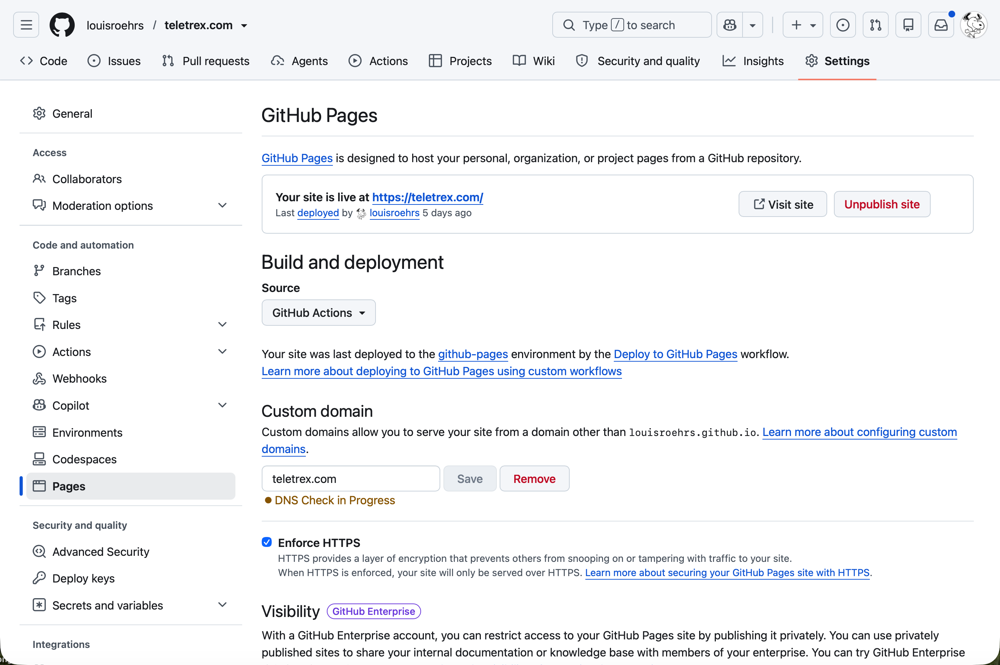 louisroehrs / teletrex.com
Type / to search
Code
Issues
Pull requests
Agents
Actions
Projects
Wiki
Security and quality
Insights
Settings
General
Access
Collaborators
Moderation options
Code and automation
Branches
Tags
Rules
Actions
Webhooks
Copilot
Environments
Codespaces
Pages
Security and quality
Advanced Security
Deploy keys
Secrets and variables
Integrations
GitHub Pages
GitHub Pages is designed to host your personal, organization, or project pages from a GitHub repository.
Your site is live at https://teletrex.com/
Last deployed by louisroehrs 5 days ago
Visit site
Unpublish site
Build and deployment
Source
GitHub Actions
Your site was last deployed to the github-pages environment by the Deploy to GitHub Pages workflow.
Learn more about deploying to GitHub Pages using custom workflows
Custom domain
Custom domains allow you to serve your site from a domain other than louisroehrs.github.io. Learn more about configuring custom
domains.
teletrex.com
Save
Remove
DNS Check in Progress
Enforce HTTPS
HTTPS provides a layer of encryption that prevents others from snooping on or tampering with traffic to your site.
When HTTPS is enforced, your site will only be served over HTTPS. Learn more about securing your GitHub Pages site with HTTPS.
Visibility
GitHub Enterprise
With a GitHub Enterprise account, you can restrict access to your GitHub Pages site by publishing it privately. You can use privately
published sites to share your internal documentation or knowledge base with members of your enterprise. You can try GitHub Enterprise